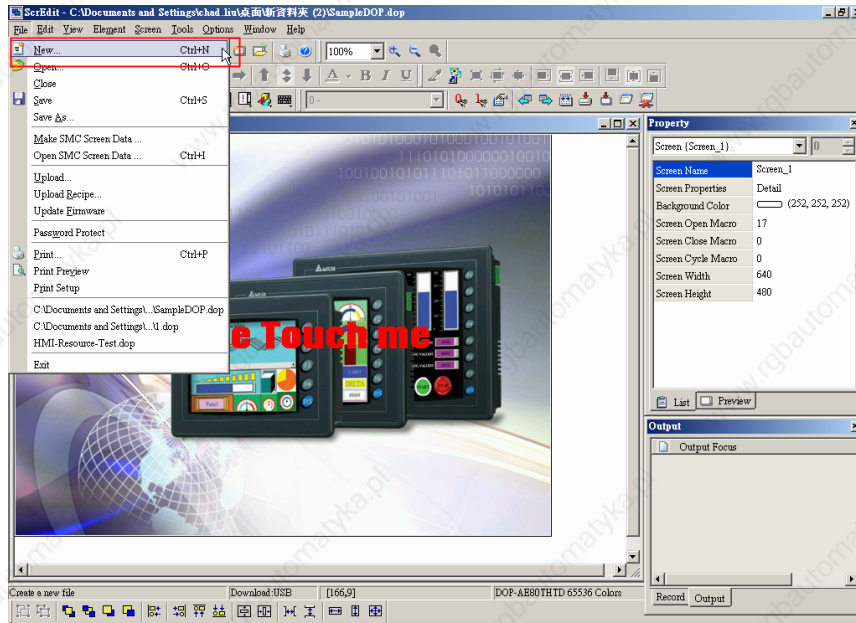 ScrEdit - C:\Documents and Settings\chad.liu\桌面\新資料夾 (2)\SampleDOP.dop
File Edit View Element Screen Tools Options Window Help
New... Ctrl+N
Open... Ctrl+O
Close
Save Ctrl+S
Save As...
Make SMC Screen Data ...
Open SMC Screen Data ... Ctrl+I
Upload...
Upload Recipe...
Update Firmware
Password Protect
Print... Ctrl+P
Print Preview
Print Setup
C:\Documents and Settings\...\SampleDOP.dop
C:\Documents and Settings\...\1.dop
HMI-Resource-Test.dop
Exit
100%
A B I U
0 -
e Touch me
Property
Screen {Screen_1}
0
Screen Name Screen_1
Screen Properties Detail
Background Color (252, 252, 252)
Screen Open Macro 17
Screen Close Macro 0
Screen Cycle Macro 0
Screen Width 640
Screen Height 480
List Preview
Output
Output Focus
Record Output
Create a new file Download:USB [166,9] DOP-AE80THTD 65536 Colors